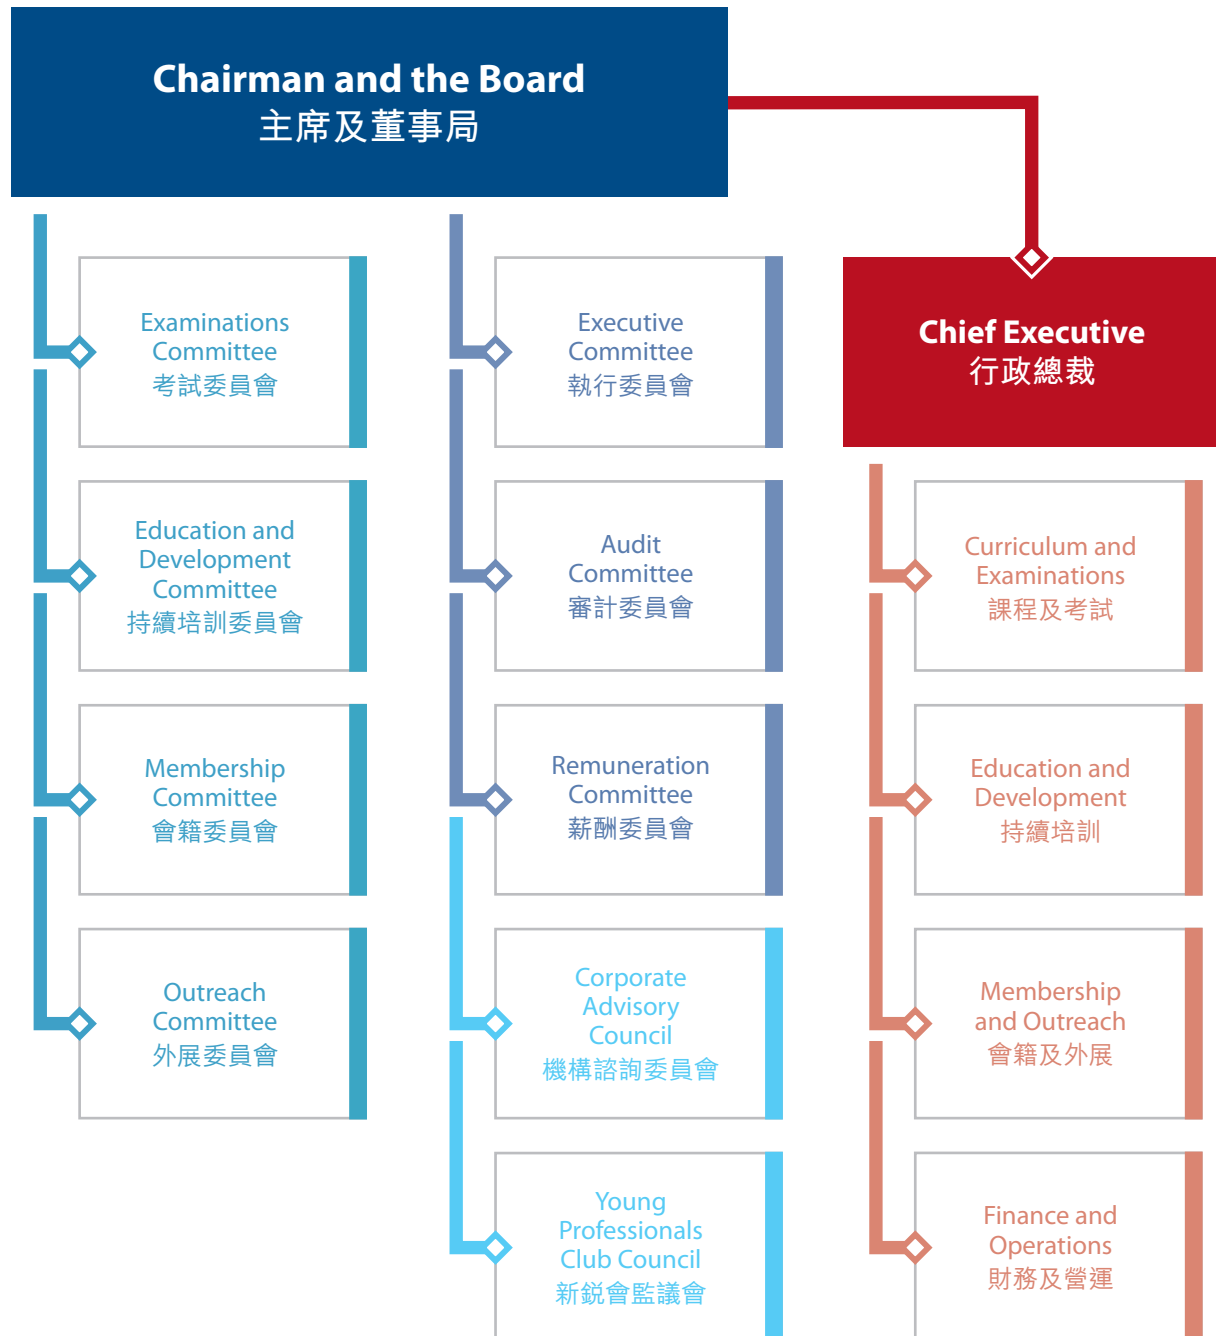 Chairman and the Board
主席及董事局
Examinations
Committee
考試委員會
Education and
Development
Committee
持續培訓委員會
Membership
Committee
會籍委員會
Outreach
Committee
外展委員會
Executive
Committee
執行委員會
Audit
Committee
審計委員會
Remuneration
Committee
薪酬委員會
Corporate
Advisory
Council
機構諮詢委員會
Young
Professionals
Club Council
新鋭會監議會
Chief Executive
行政總裁
Curriculum and
Examinations
課程及考試
Education and
Development
持續培訓
Membership
and Outreach
會籍及外展
Finance and
Operations
財務及營運